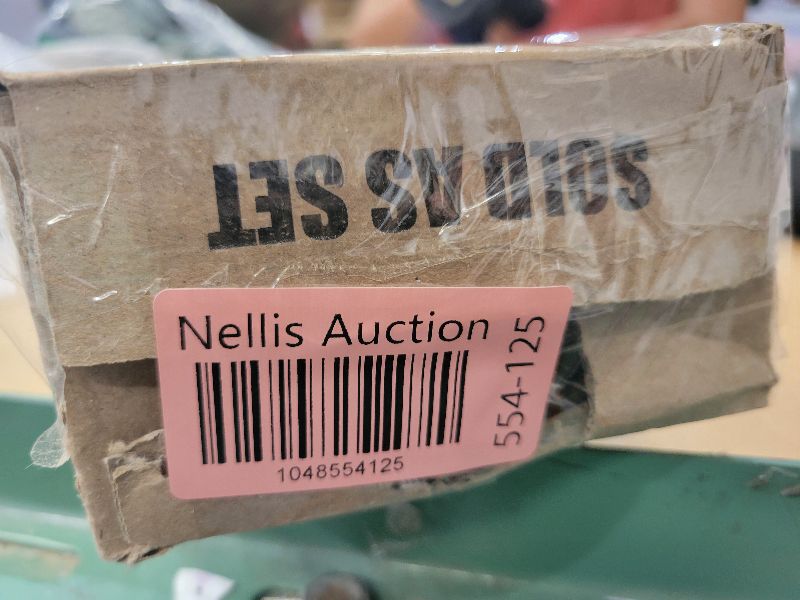 SOLD AS SET
Nellis Auction
1048554125
554-125